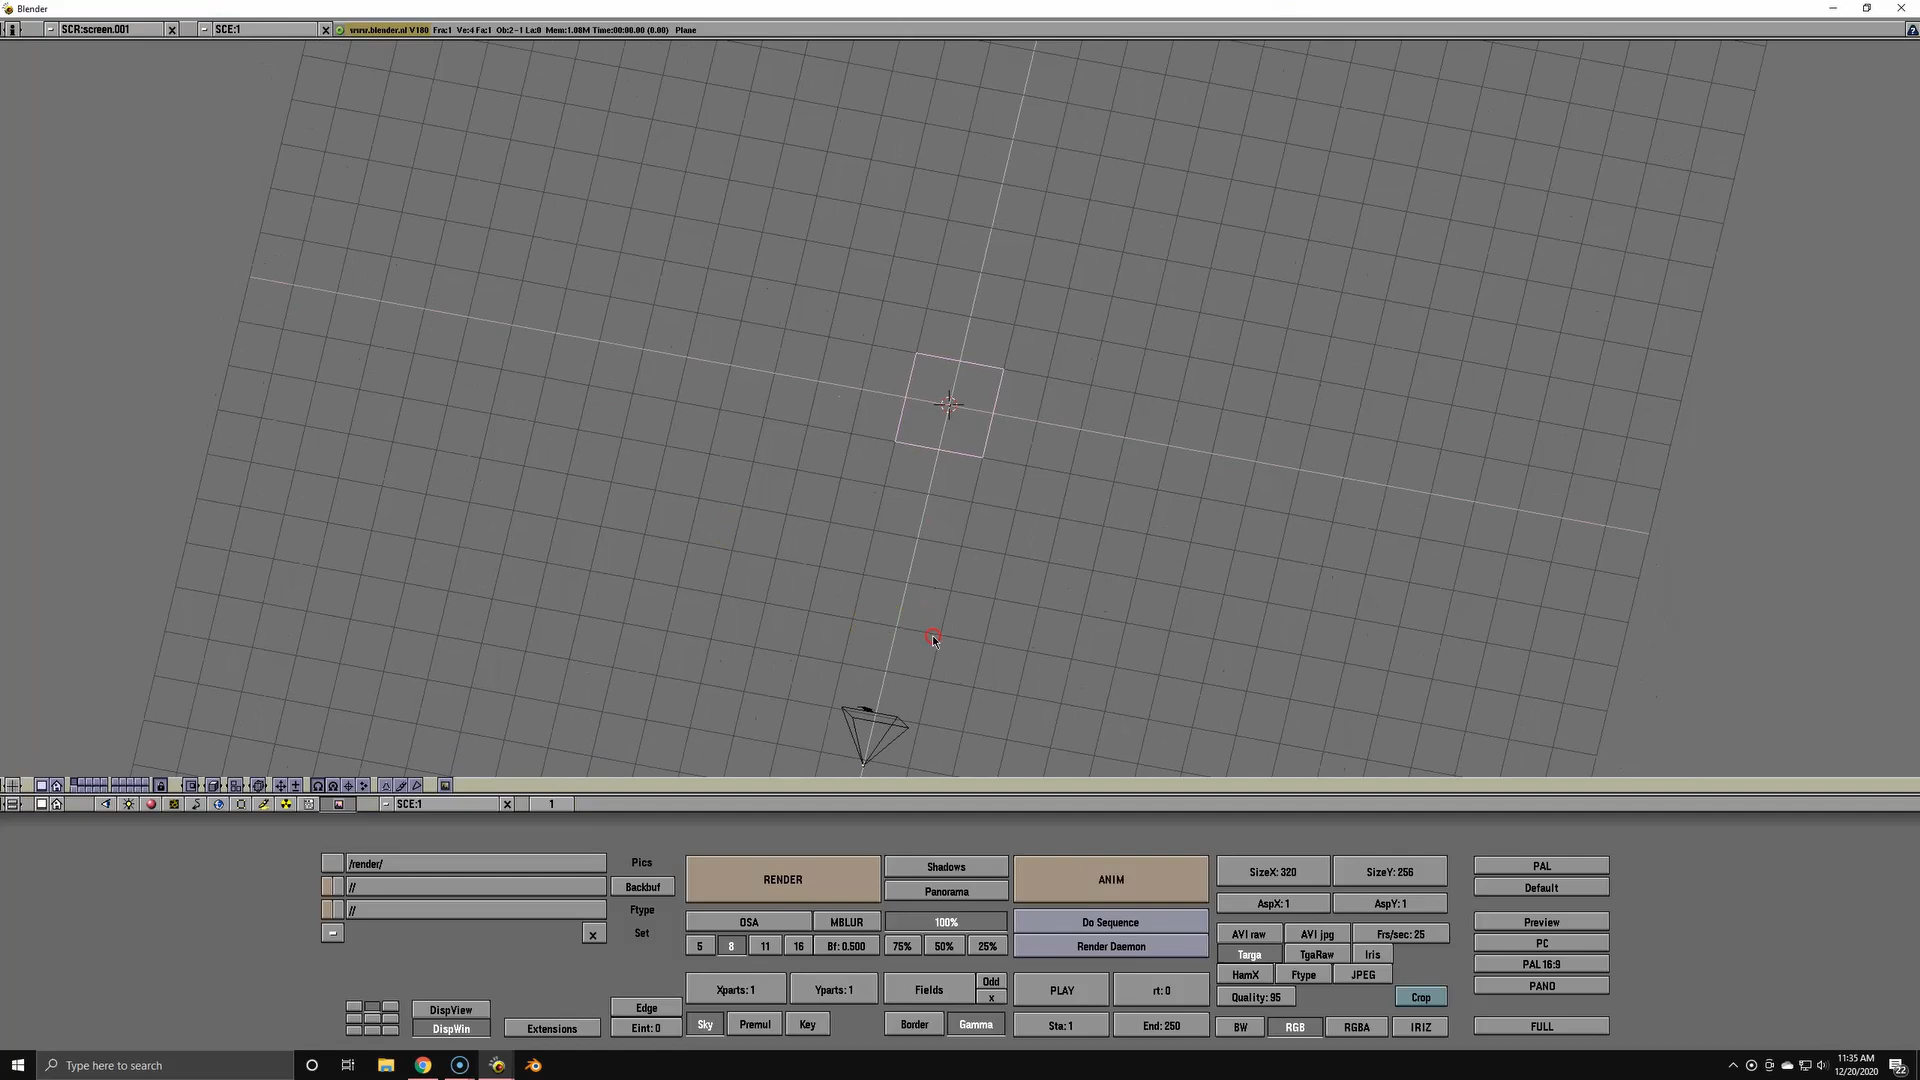 Blender
SCR:screen.001 X SCE:1 X www.blender.nl V180 Fra:1 Ve:4 Fa:1 Ob:2-1 La:0 Mem:1.08M Time:00:00.00 (0.00) Plane ?
SCE:1 X 1
/render/ Pics
// Backbuf
// Ftype
x Set
DispView
DispWin Extensions
Edge
Eint: 0
RENDER
OSA MBLUR
5 8 11 16 Bf: 0.500
Xparts: 1 Yparts: 1
Sky Premul Key
Shadows
Panorama
100%
75% 50% 25%
Fields Odd
x
Border Gamma
ANIM
Do Sequence
Render Daemon
PLAY rt: 0
Sta: 1 End: 250
SizeX: 320 SizeY: 256
AspX: 1 AspY: 1
AVI raw AVI jpg Frs/sec: 25
Targa TgaRaw Iris
HamX Ftype JPEG
Quality: 95 Crop
BW RGB RGBA IRIZ
PAL
Default
Preview
PC
PAL 16:9
PANO
FULL
Type here to search
11:35 AM
12/20/2020
22